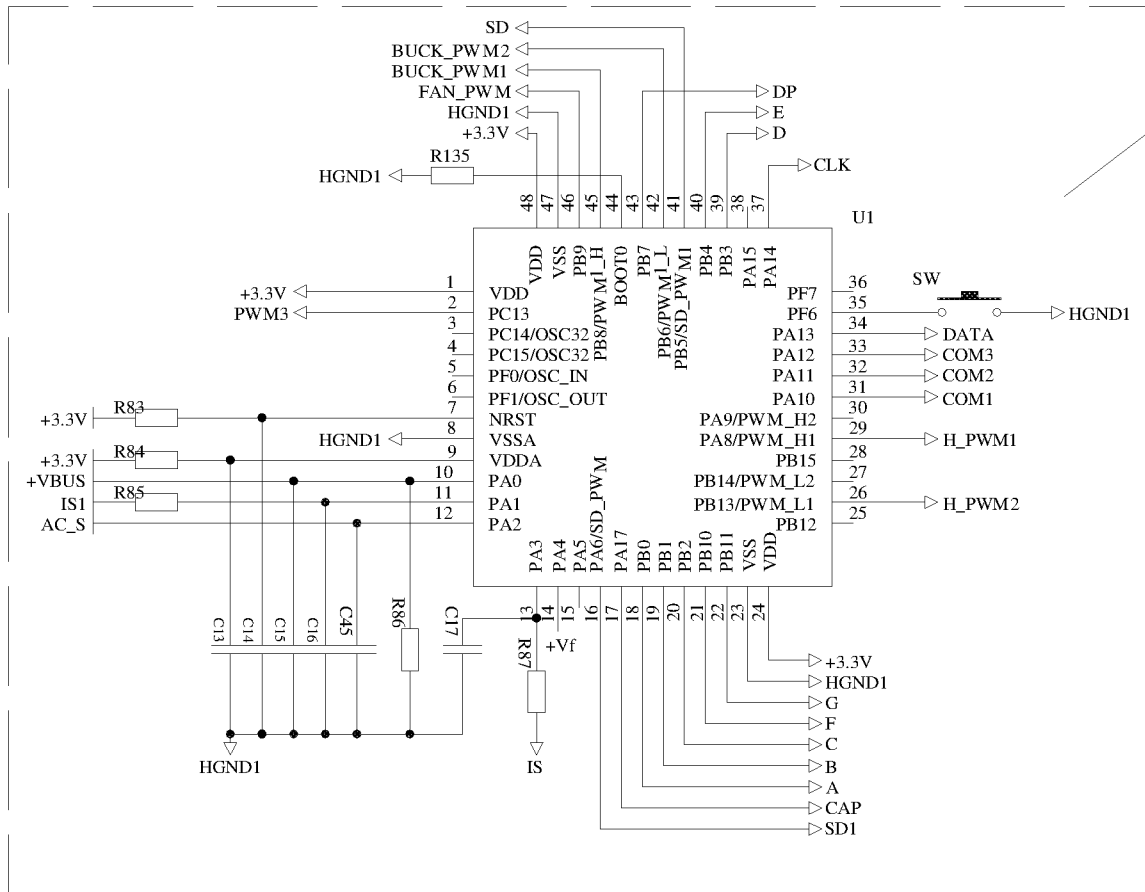 SD
BUCK_PWM2
BUCK_PWM1
FAN_PWM
HGND1
+3.3V
DP
E
D
CLK
R135
HGND1
48
47
46
45
44
43
42
41
40
39
38
37
U1
VDD
VSS
PB9
PB8/PWM1_H
BOOT0
PB7
PB6/PWM1_L
PB5/SD_PWM1
PB4
PB3
PA15
PA14
+3.3V
1
VDD
PWM3
2
PC13
3
PC14/OSC32
4
PC15/OSC32
5
PF0/OSC_IN
6
PF1/OSC_OUT
+3.3V
R83
7
NRST
HGND1
8
VSSA
+3.3V
R84
9
VDDA
+VBUS
10
PA0
IS1
R85
11
PA1
AC_S
12
PA2
PF7
36
SW
PF6
35
HGND1
PA13
34
DATA
PA12
33
COM3
PA11
32
COM2
PA10
31
COM1
PA9/PWM_H2
30
PA8/PWM_H1
29
H_PWM1
PB15
28
PB14/PWM_L2
27
PB13/PWM_L1
26
H_PWM2
PB12
25
PA3
PA4
PA5
PA6/SD_PWM
PA17
PB0
PB1
PB2
PB10
PB11
VSS
VDD
13
14
15
16
17
18
19
20
21
22
23
24
C13
C14
C15
C16
C45
R86
C17
R87
+Vf
HGND1
IS
+3.3V
HGND1
G
F
C
B
A
CAP
SD1